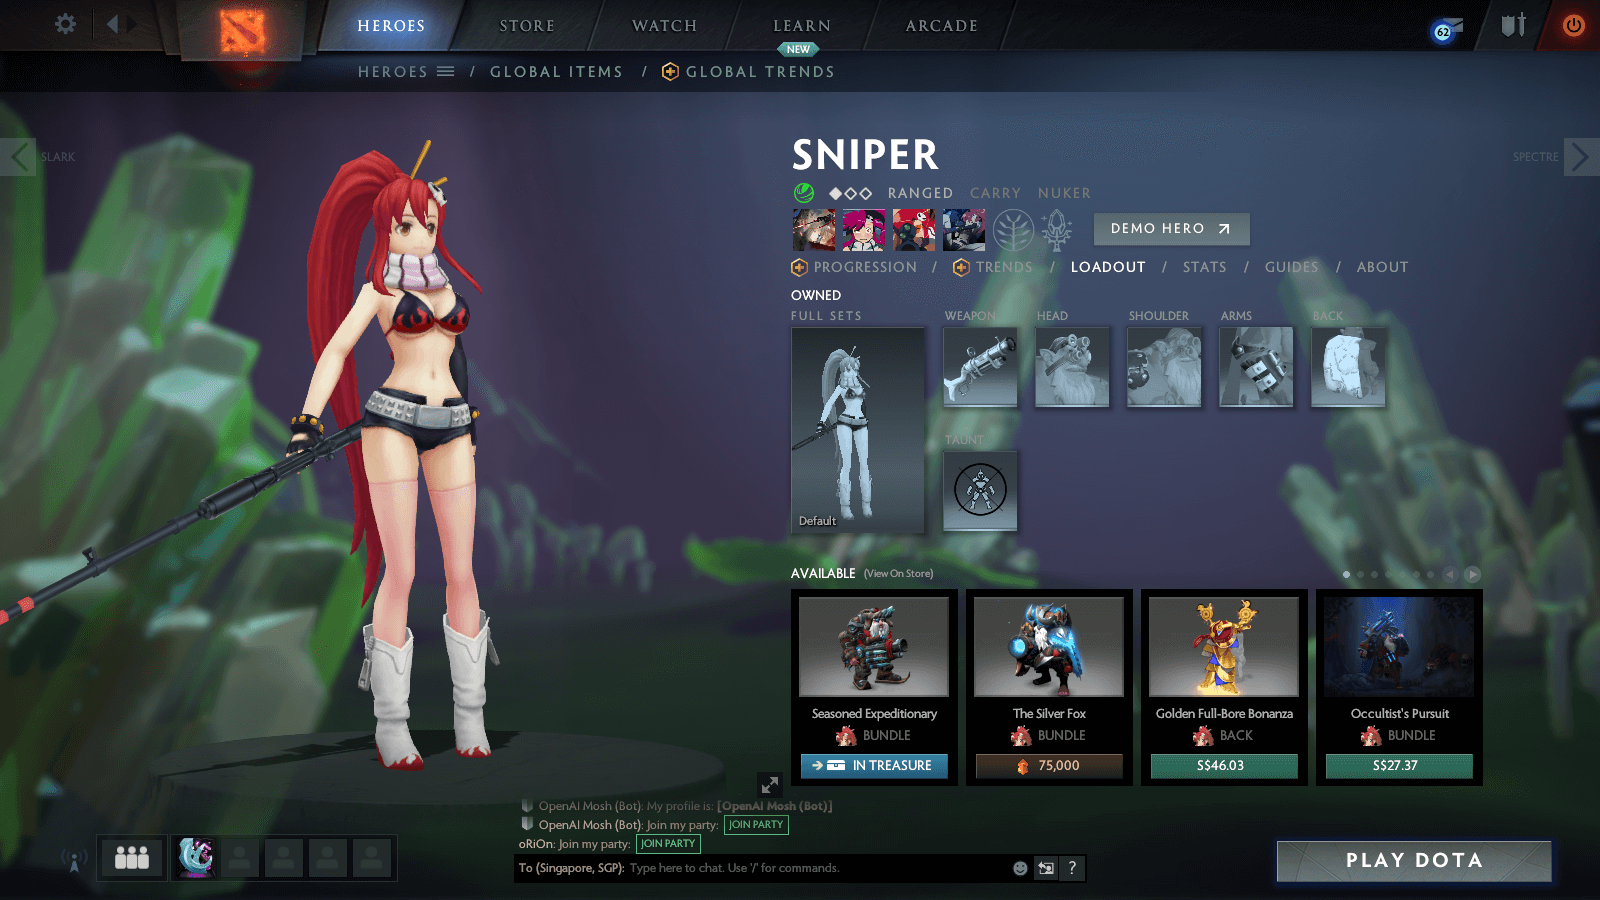 HEROES
STORE
WATCH
LEARN
ARCADE
NEW
62
HEROES / GLOBAL ITEMS / GLOBAL TRENDS
SLARK
SPECTRE
SNIPER
RANGED CARRY NUKER
DEMO HERO
PROGRESSION / TRENDS / LOADOUT / STATS / GUIDES / ABOUT
OWNED
FULL SETS
WEAPON
HEAD
SHOULDER
ARMS
BACK
Default
TAUNT
AVAILABLE (View On Store)
Seasoned Expeditionary
BUNDLE
IN TREASURE
The Silver Fox
BUNDLE
75,000
Golden Full-Bore Bonanza
BACK
S$46.03
Occultist's Pursuit
BUNDLE
S$27.37
OpenAI Mosh (Bot): My profile is: [OpenAI Mosh (Bot)]
OpenAI Mosh (Bot): Join my party: JOIN PARTY
oRiOn: Join my party: JOIN PARTY
To (Singapore, SGP): Type here to chat. Use '/' for commands.
?
PLAY DOTA